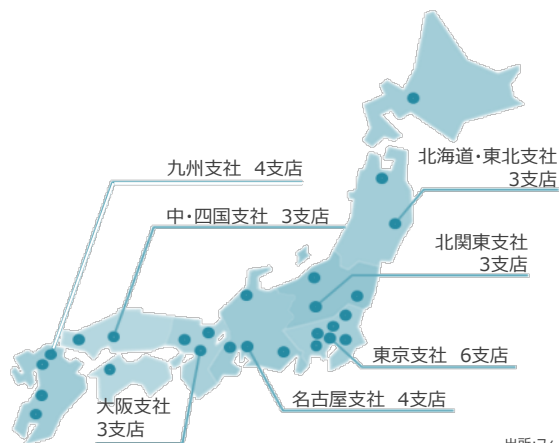 北海道・東北支社
3支店
九州支社 4支店
中・四国支社 3支店
北関東支社
3支店
東京支社 6支店
名古屋支社 4支店
大阪支社
3支店